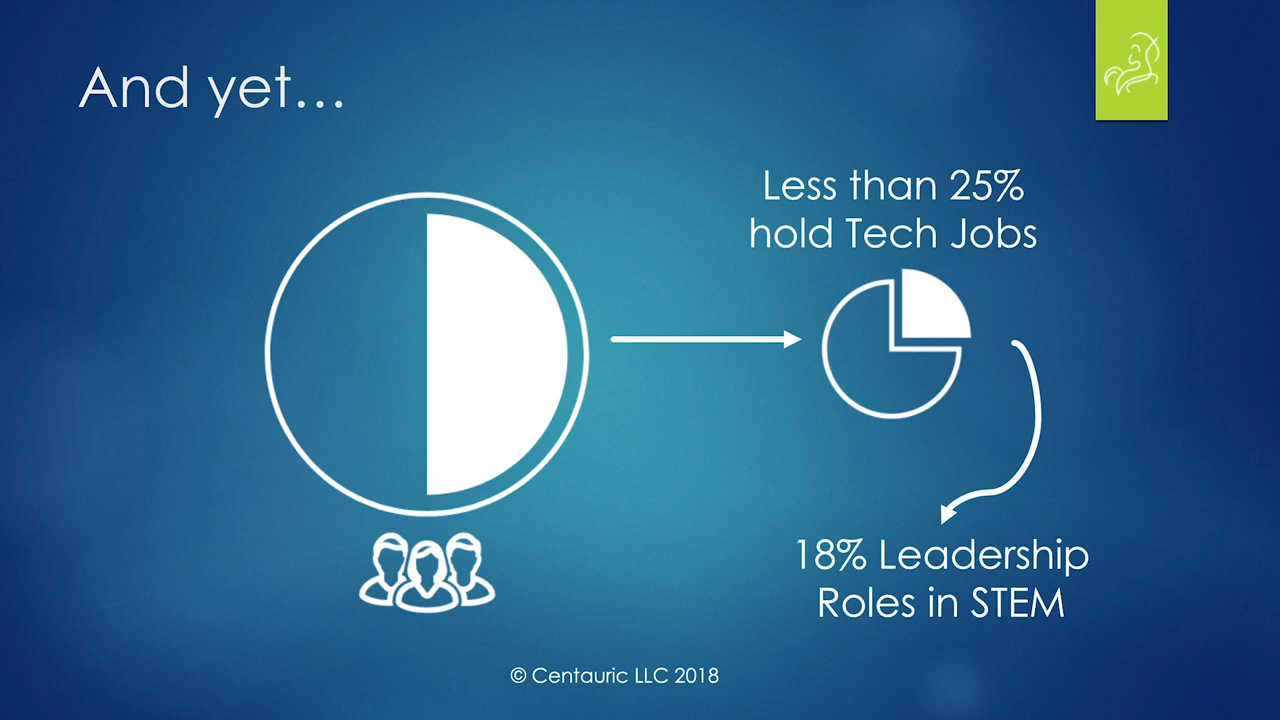 And yet...
Less than 25%
hold Tech Jobs
18% Leadership
Roles in STEM
© Centauric LLC 2018